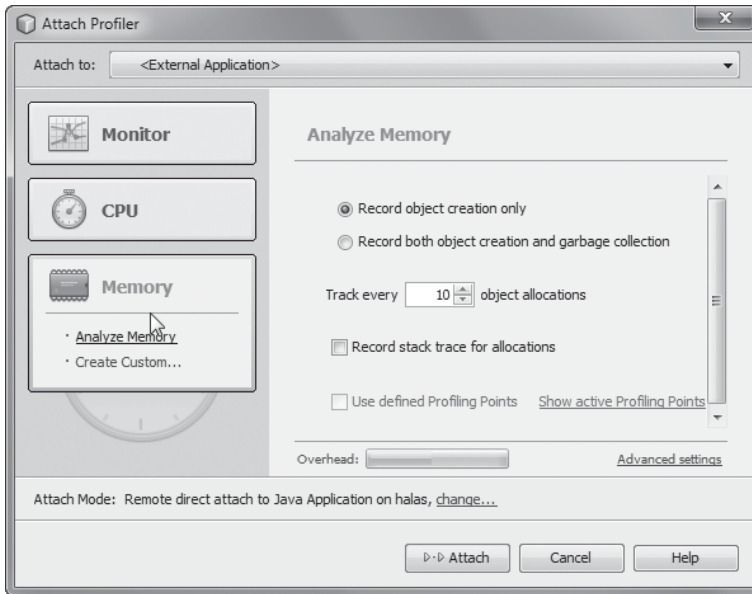 Attach Profiler
Attach to: <External Application>
Monitor
CPU
Memory
· Analyze Memory
· Create Custom...
Analyze Memory
Record object creation only
Record both object creation and garbage collection
Track every 10 object allocations
Record stack trace for allocations
Use defined Profiling Points Show active Profiling Points
Overhead: Advanced settings
Attach Mode: Remote direct attach to Java Application on halas, change...
Attach Cancel Help